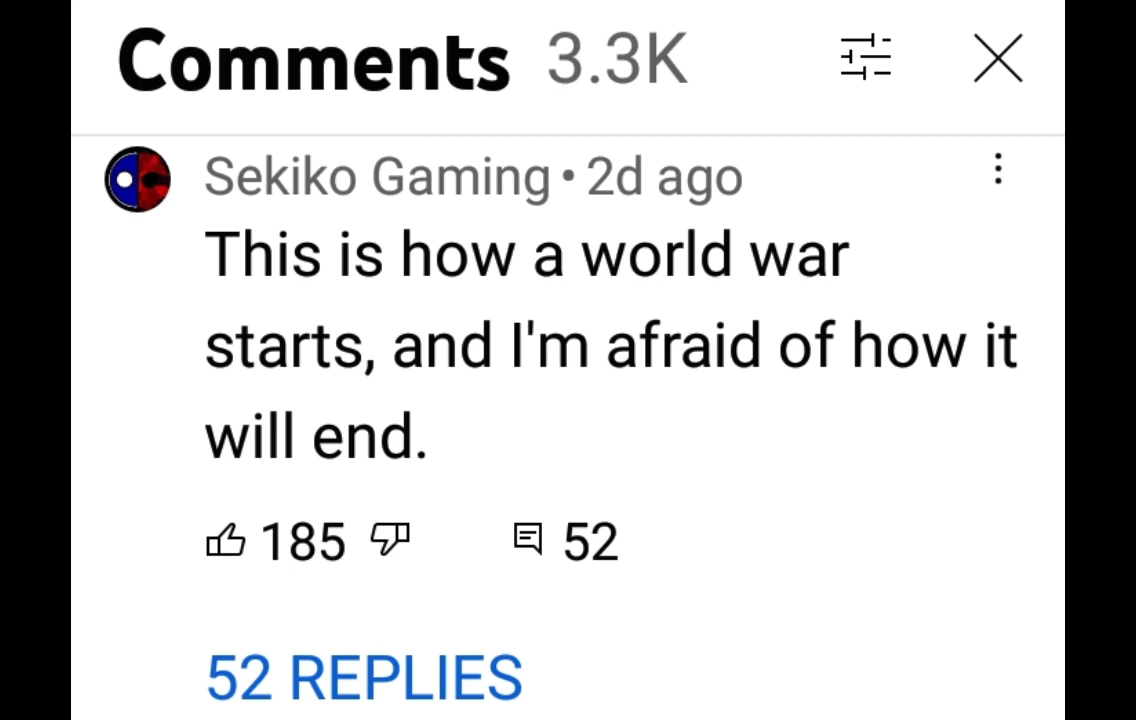 Comments 3.3K
Sekiko Gaming • 2d ago
This is how a world war
starts, and I'm afraid of how it
will end.
185 52
52 REPLIES